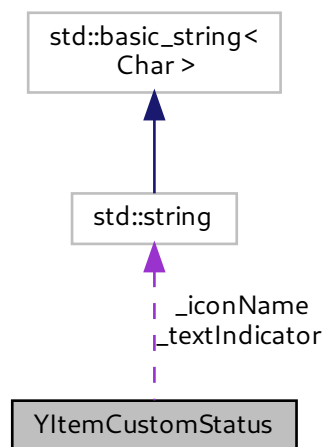 std::basic_string<
Char >
std::string
_iconName
_textIndicator
YItemCustomStatus